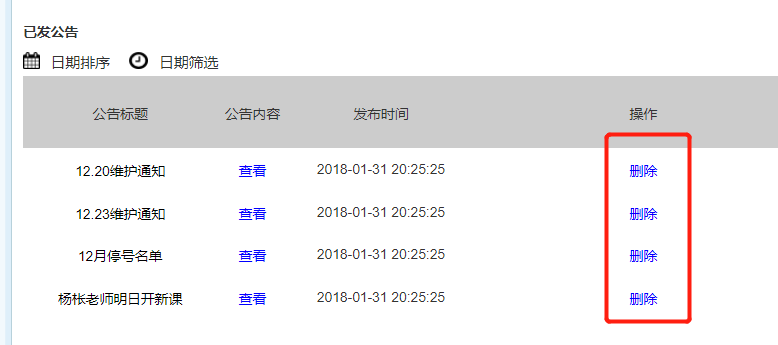 已发公告
日期排序 日期筛选
公告标题 公告内容 发布时间 操作
12.20维护通知 查看 2018-01-31 20:25:25 删除
12.23维护通知 查看 2018-01-31 20:25:25 删除
12月停号名单 查看 2018-01-31 20:25:25 删除
杨枨老师明日开新课 查看 2018-01-31 20:25:25 删除